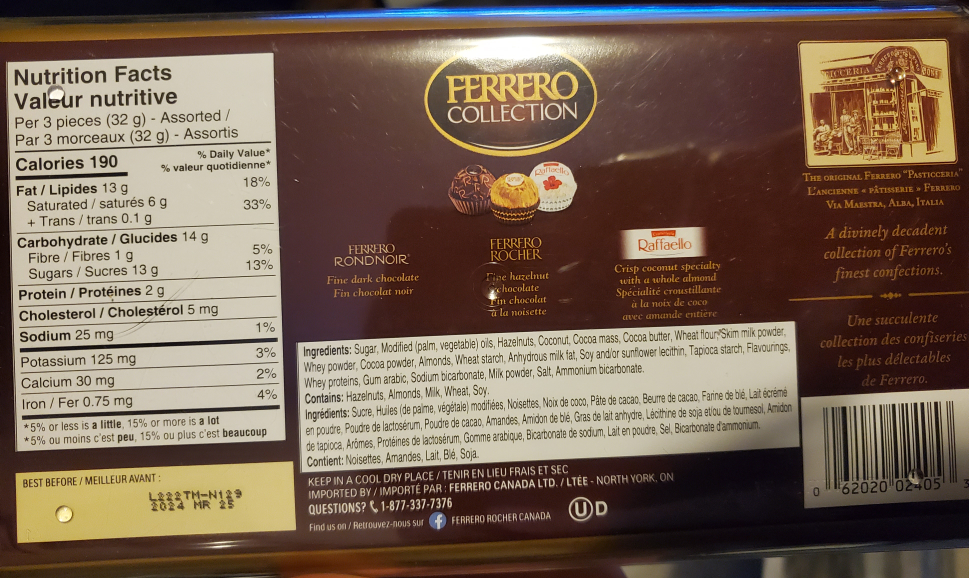 Nutrition Facts
Valeur nutritive
Per 3 pieces (32 g) - Assorted /
Par 3 morceaux (32 g) - Assortis
Calories 190
% Daily Value*
% valeur quotidienne*
Fat / Lipides 13 g 18%
Saturated / saturés 6 g
+ Trans / trans 0.1 g 33%
Carbohydrate / Glucides 14 g
Fibre / Fibres 1 g 5%
Sugars / Sucres 13 g 13%
Protein / Protéines 2 g
Cholesterol / Cholestérol 5 mg
Sodium 25 mg 1%
Potassium 125 mg 3%
Calcium 30 mg 2%
Iron / Fer 0.75 mg 4%
*5% or less is a little, 15% or more is a lot
*5% ou moins c'est peu, 15% ou plus c'est beaucoup
BEST BEFORE / MEILLEUR AVANT :
L222TM-N129
2024 MR 25
FERRERO
COLLECTION
Raffaello
FERRERO
RONDNOIR
Fine dark chocolate
Fin chocolat noir
FERRERO
ROCHER
Fine hazelnut
chocolate
Fin chocolat
à la noisette
Raffaello
Crisp coconut specialty
with a whole almond
Spécialité croustillante
à la noix de coco
avec amande entière
Ingredients: Sugar, Modified (palm, vegetable) oils, Hazelnuts, Coconut, Cocoa mass, Cocoa butter, Wheat flour, Skim milk powder,
Whey powder, Cocoa powder, Almonds, Wheat starch, Anhydrous milk fat, Soy and/or sunflower lecithin, Tapioca starch, Flavourings,
Whey proteins, Gum arabic, Sodium bicarbonate, Milk powder, Salt, Ammonium bicarbonate.
Contains: Hazelnuts, Almonds, Milk, Wheat, Soy.
Ingrédients: Sucre, Huiles (de palme, végétale) modifiées, Noisettes, Noix de coco, Pâte de cacao, Beurre de cacao, Farine de blé, Lait écrémé
en poudre, Poudre de lactosérum, Poudre de cacao, Amandes, Amidon de blé, Gras de lait anhydre, Lécithine de soja et/ou de tournesol, Amidon
de tapioca, Arômes, Protéines de lactosérum, Gomme arabique, Bicarbonate de sodium, Lait en poudre, Sel, Bicarbonate d'ammonium.
Contient: Noisettes, Amandes, Lait, Blé, Soja.
KEEP IN A COOL DRY PLACE / TENIR EN LIEU FRAIS ET SEC
IMPORTED BY / IMPORTÉ PAR : FERRERO CANADA LTD. / LTÉE - NORTH YORK, ON
QUESTIONS? 1-877-337-7376
Find us on / Retrouvez-nous sur f FERRERO ROCHER CANADA
U D
THE ORIGINAL FERRERO "PASTICCERIA"
L'ANCIENNE « PÂTISSERIE » FERRERO
VIA MAESTRA, ALBA, ITALIA
A divinely decadent
collection of Ferrero's
finest confections.
Une succulente
collection des confiseries
les plus délectables
de Ferrero.
0 62020 02405 3